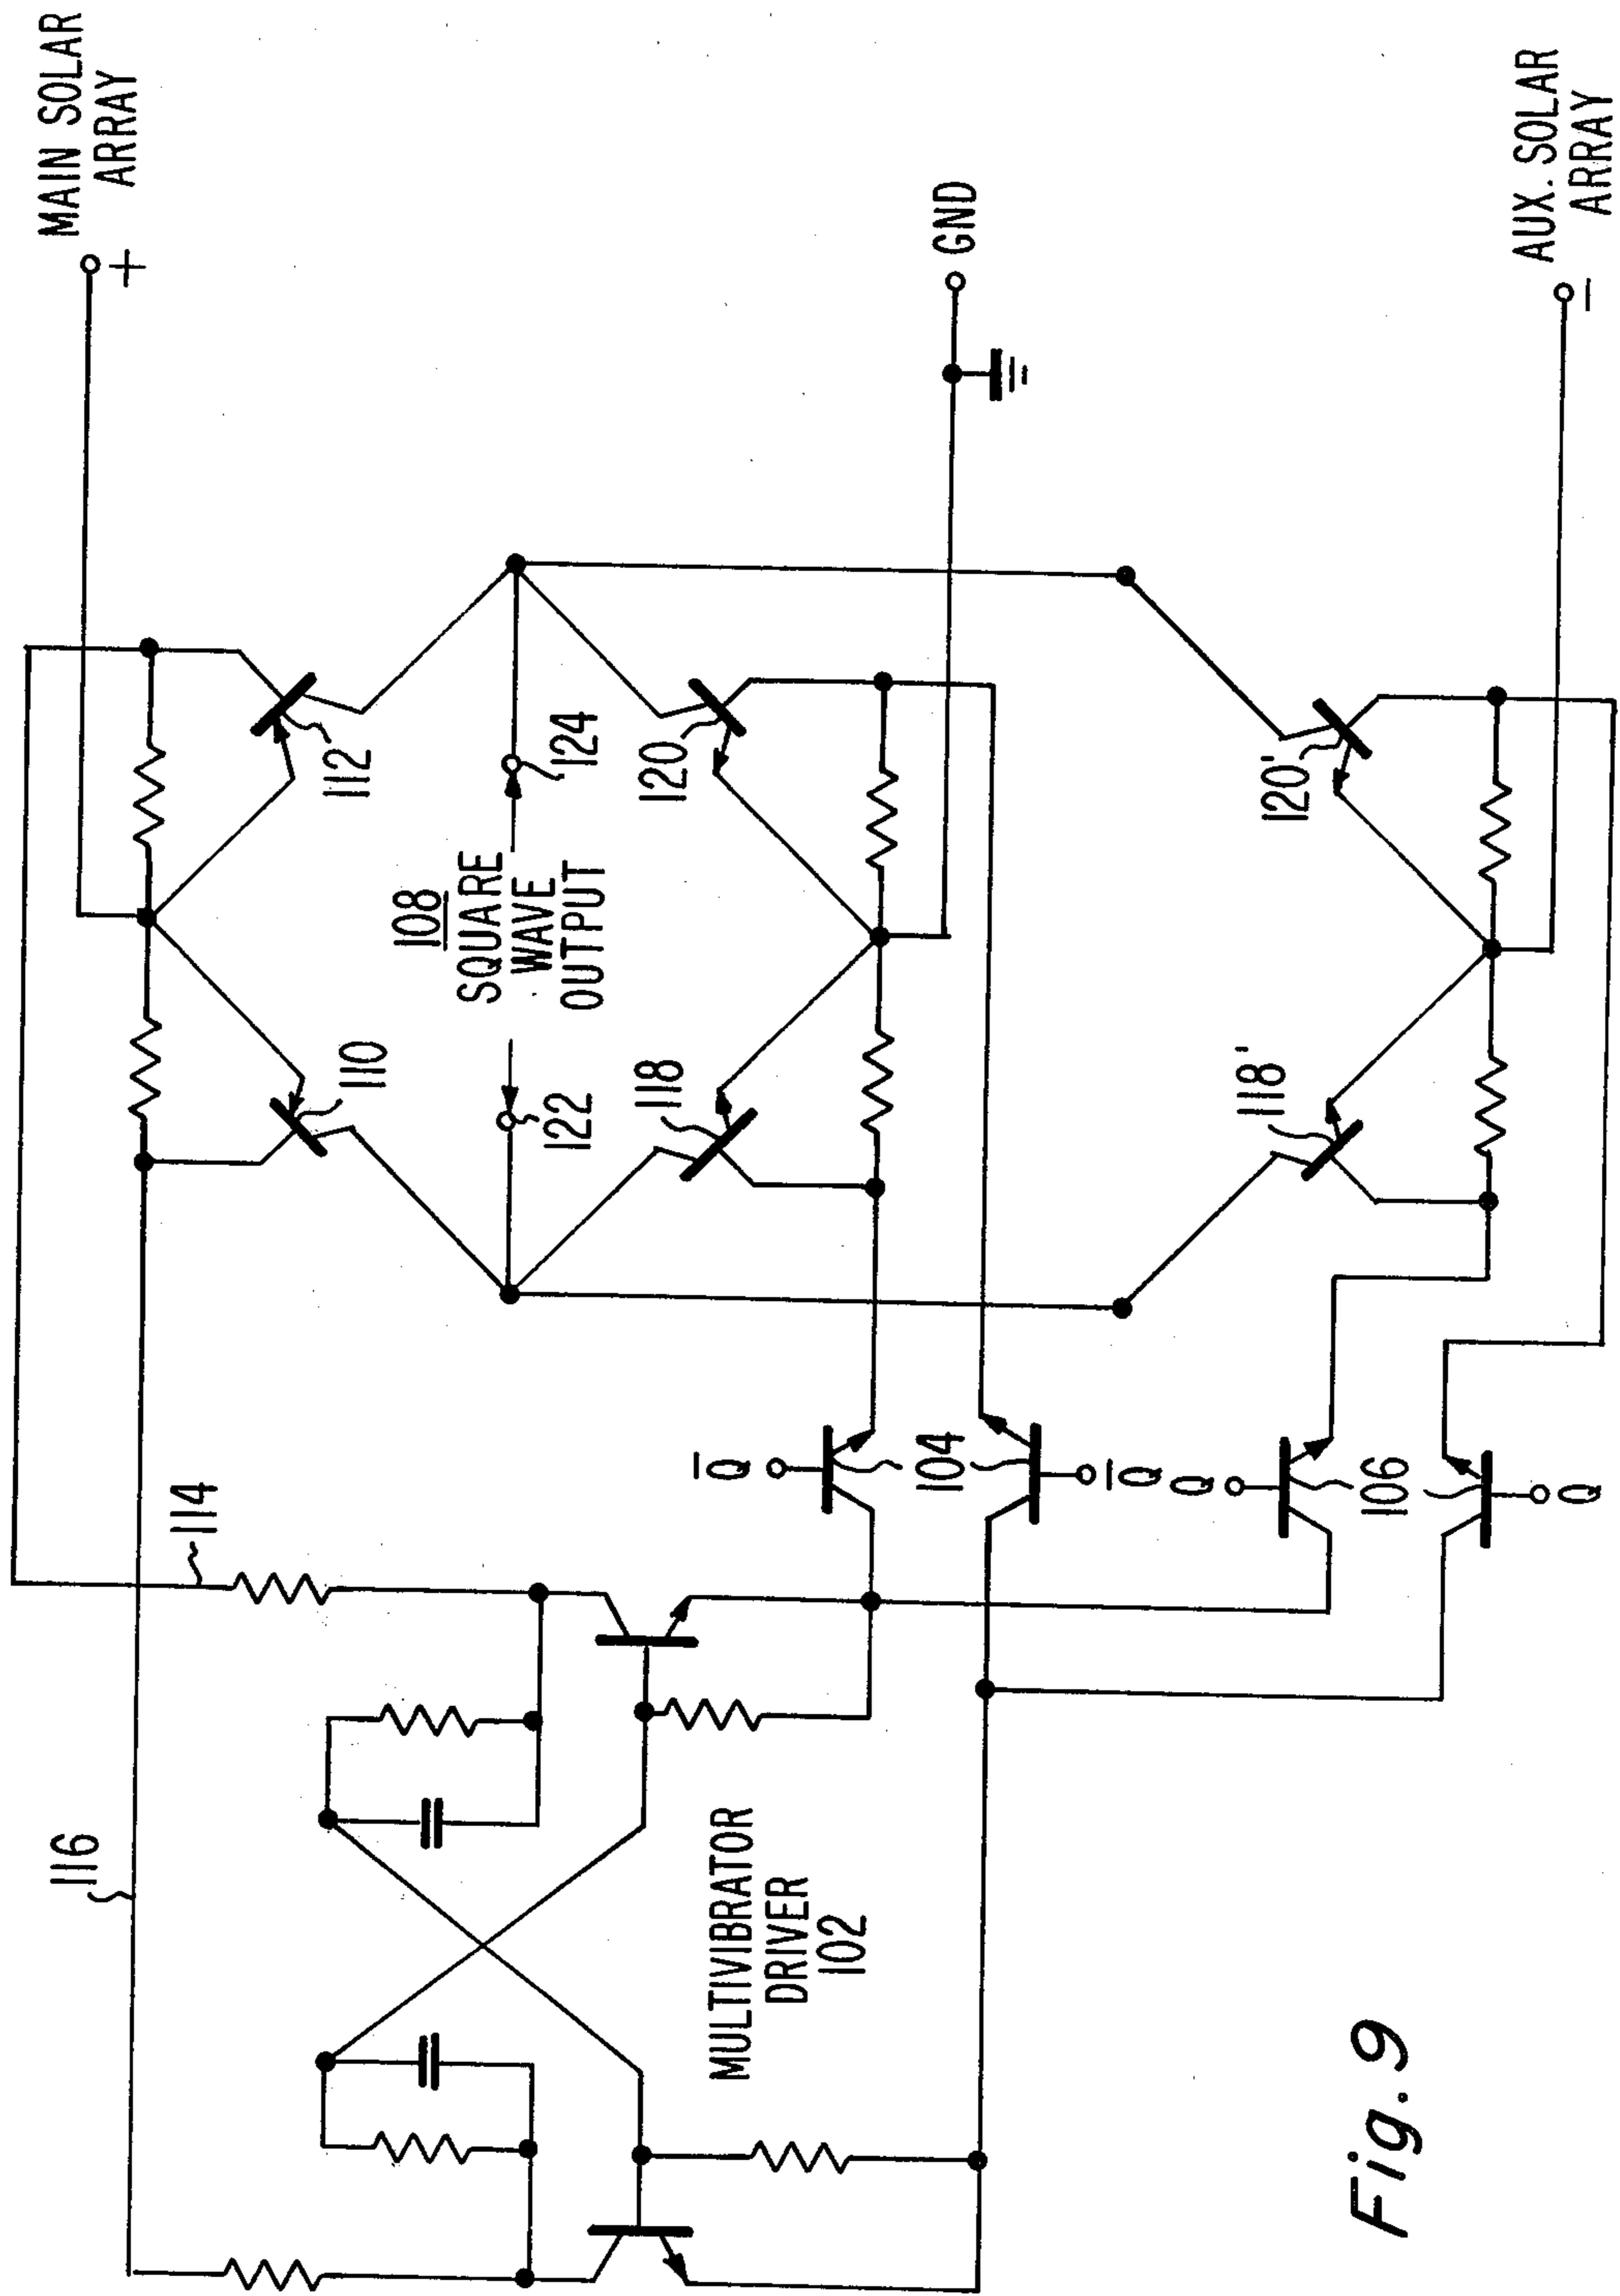 MAIN SOLAR
ARRAY
+
116
114
112
110
108
SQUARE
WAVE
OUTPUT
122
124
118
120
GND
MULTIVIBRATOR
DRIVER
102
Q̅
104
Q̅
Q
106
Q
118'
120'
AUX. SOLAR
ARRAY
−
Fig. 9